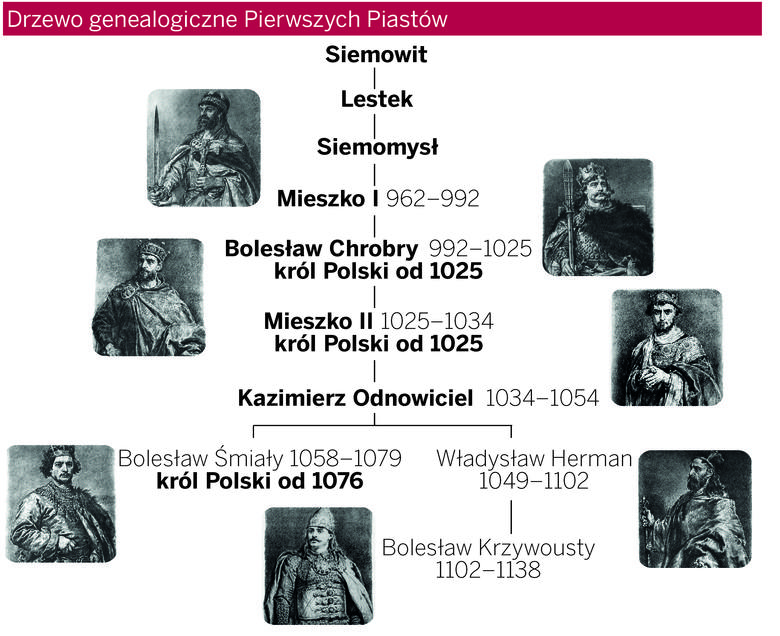 Drzewo genealogiczne Pierwszych Piastów
Siemowit
Lestek
Siemomysł
Mieszko I 962–992
Bolesław Chrobry 992–1025
król Polski od 1025
Mieszko II 1025–1034
król Polski od 1025
Kazimierz Odnowiciel 1034–1054
Bolesław Śmiały 1058–1079
król Polski od 1076
Władysław Herman
1049–1102
Bolesław Krzywousty
1102–1138